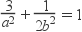 3/a² + 1/2b² = 1